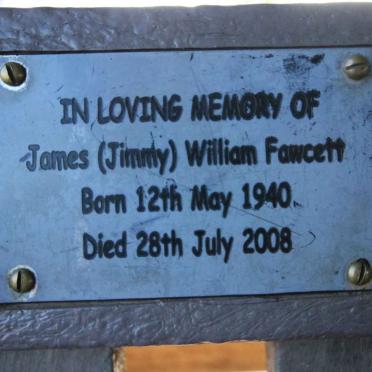 IN LOVING MEMORY OF
James (Jimmy) William Fawcett
Born 12th May 1940
Died 28th July 2008